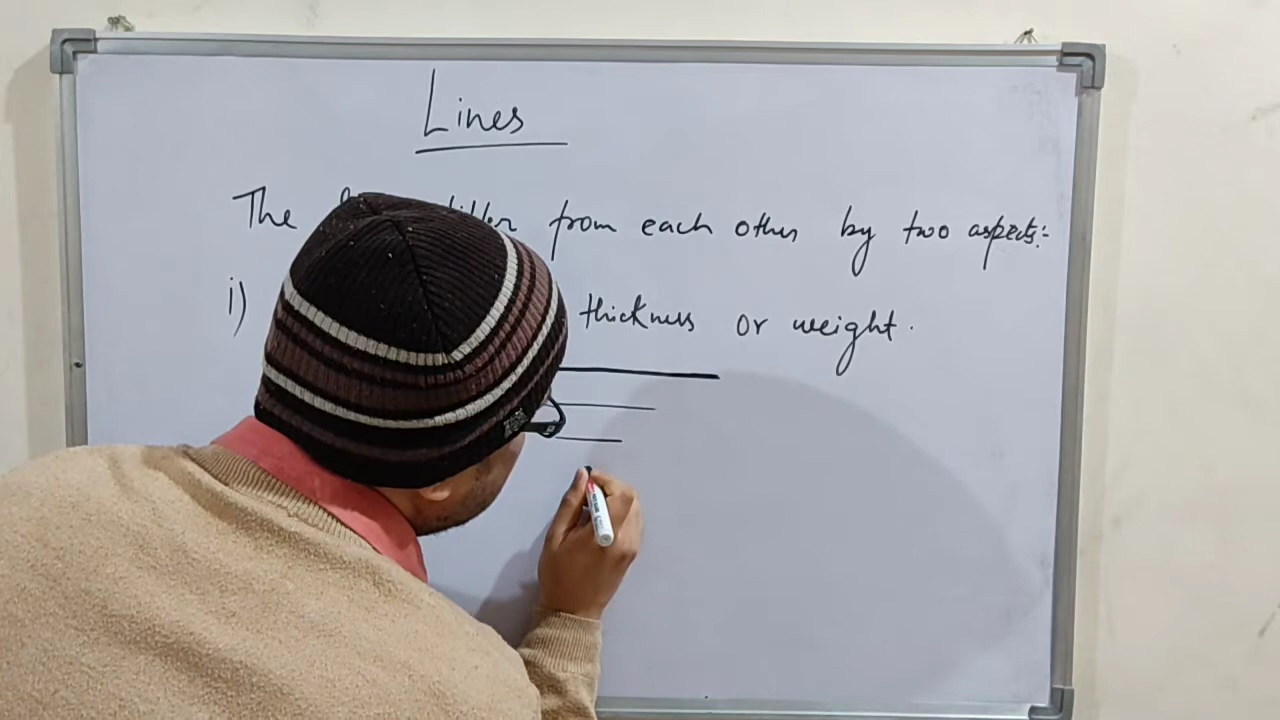 Lines
The differ from each other by two aspects:-
i) thickness or weight.